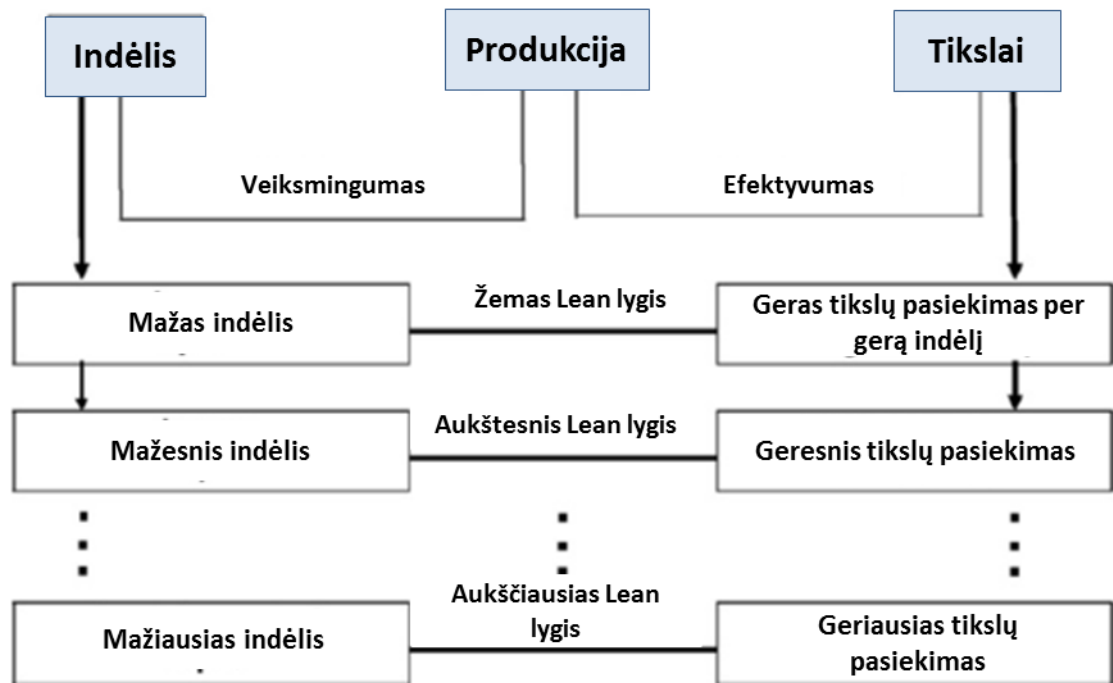 Indėlis
Produkcija
Tikslai
Veiksmingumas
Efektyvumas
Mažas indėlis
Žemas Lean lygis
Geras tikslų pasiekimas per
gerą indėlį
Mažesnis indėlis
Aukštesnis Lean lygis
Geresnis tikslų pasiekimas
Mažiausias indėlis
Aukščiausias Lean
lygis
Geriausias tikslų
pasiekimas